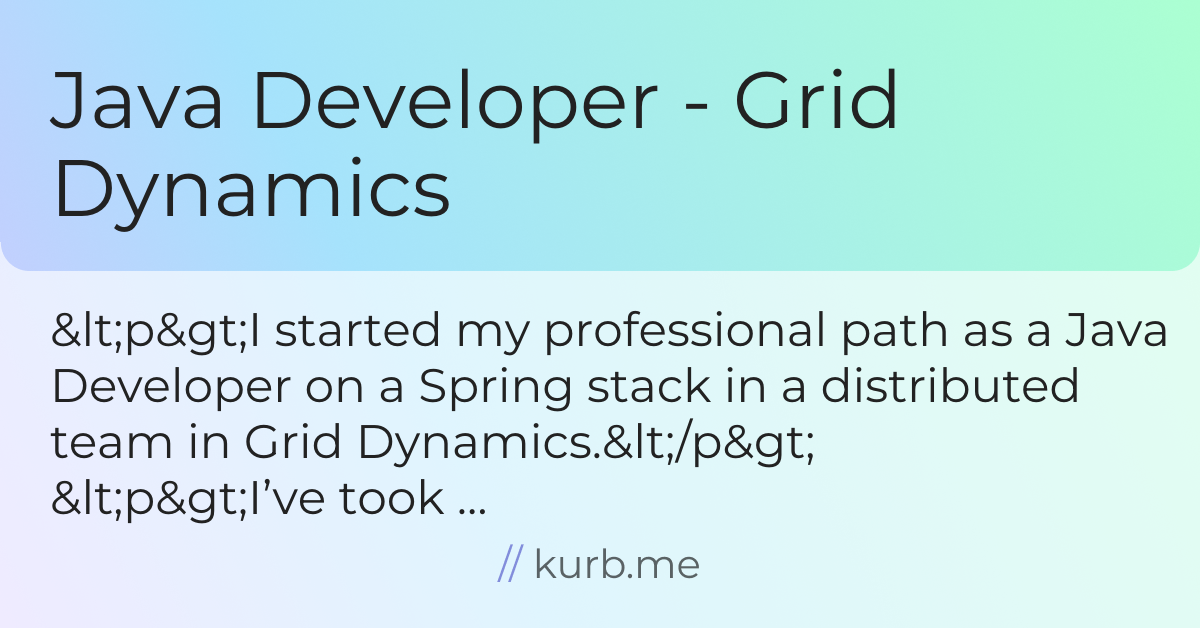 Java Developer - Grid
Dynamics
&lt;p&gt;I started my professional path as a Java
Developer on a Spring stack in a distributed
team in Grid Dynamics.&lt;/p&gt;
&lt;p&gt;I’ve took ...
// kurb.me